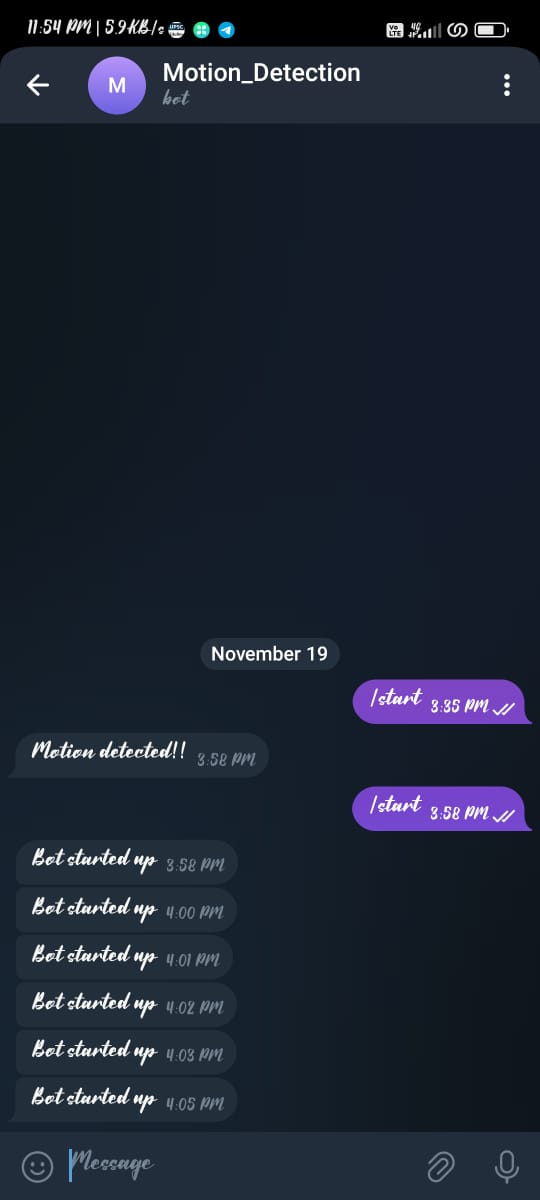 11:54 PM | 5.9KB/s
Vo LTE 4G
M
Motion_Detection
bot
November 19
/start 3:35 PM
Motion detected!! 3:58 PM
/start 3:58 PM
Bot started up 3:58 PM
Bot started up 4:00 PM
Bot started up 4:01 PM
Bot started up 4:02 PM
Bot started up 4:03 PM
Bot started up 4:05 PM
Message